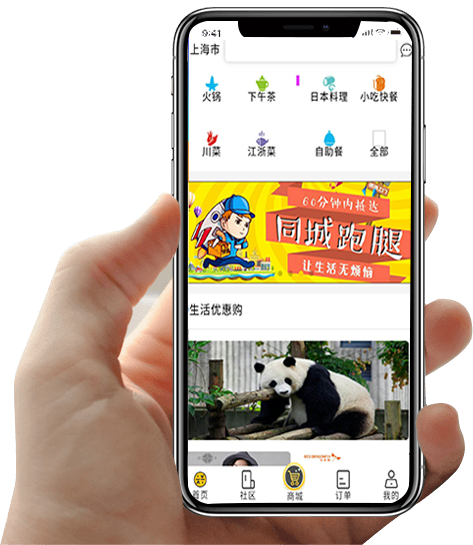 9:41
上海市
火锅 下午茶 日本料理 小吃快餐
川菜 江浙菜 自助餐 全部
60分钟内抵达
同城跑腿
让生活无烦恼
生活优惠购
首页 社区 商城 订单 我的